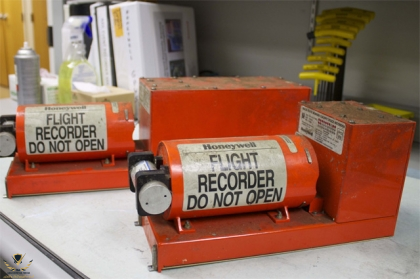 Honeywell
FLIGHT
RECORDER
DO NOT OPEN
Honeywell
FLIGHT
RECORDER
DO NOT OPEN